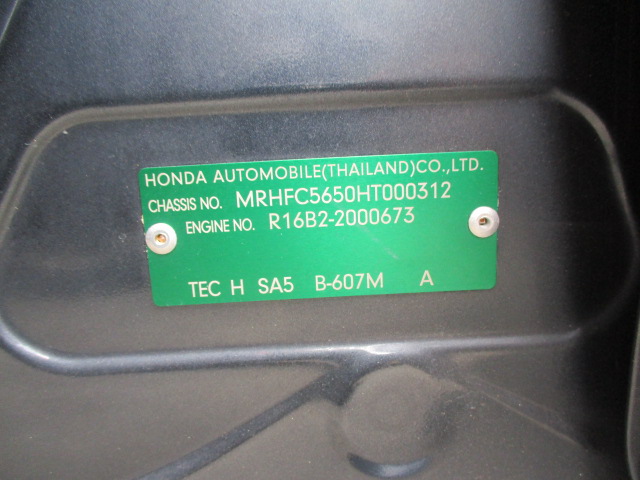 HONDA AUTOMOBILE(THAILAND)CO.,LTD.
CHASSIS NO. MRHFC5650HT000312
ENGINE NO. R16B2-2000673
TEC H SA5 B-607M A